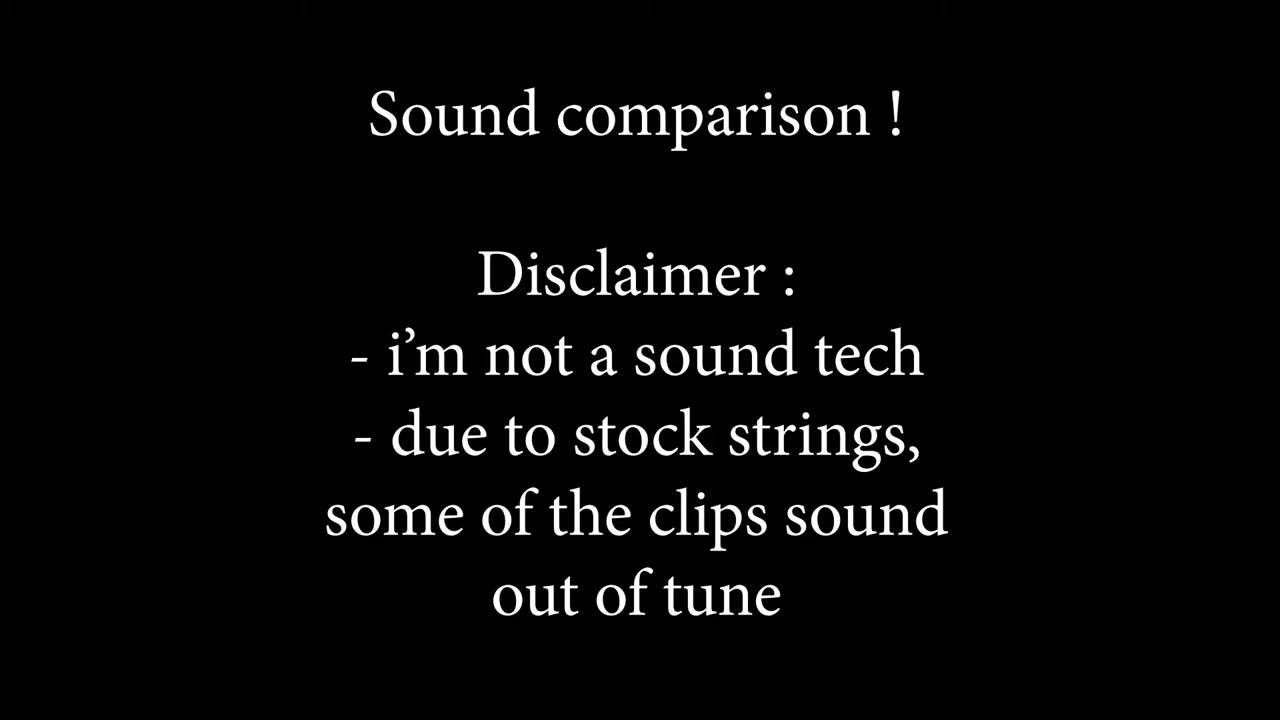 Sound comparison !
Disclaimer :
- i’m not a sound tech
- due to stock strings,
some of the clips sound
out of tune